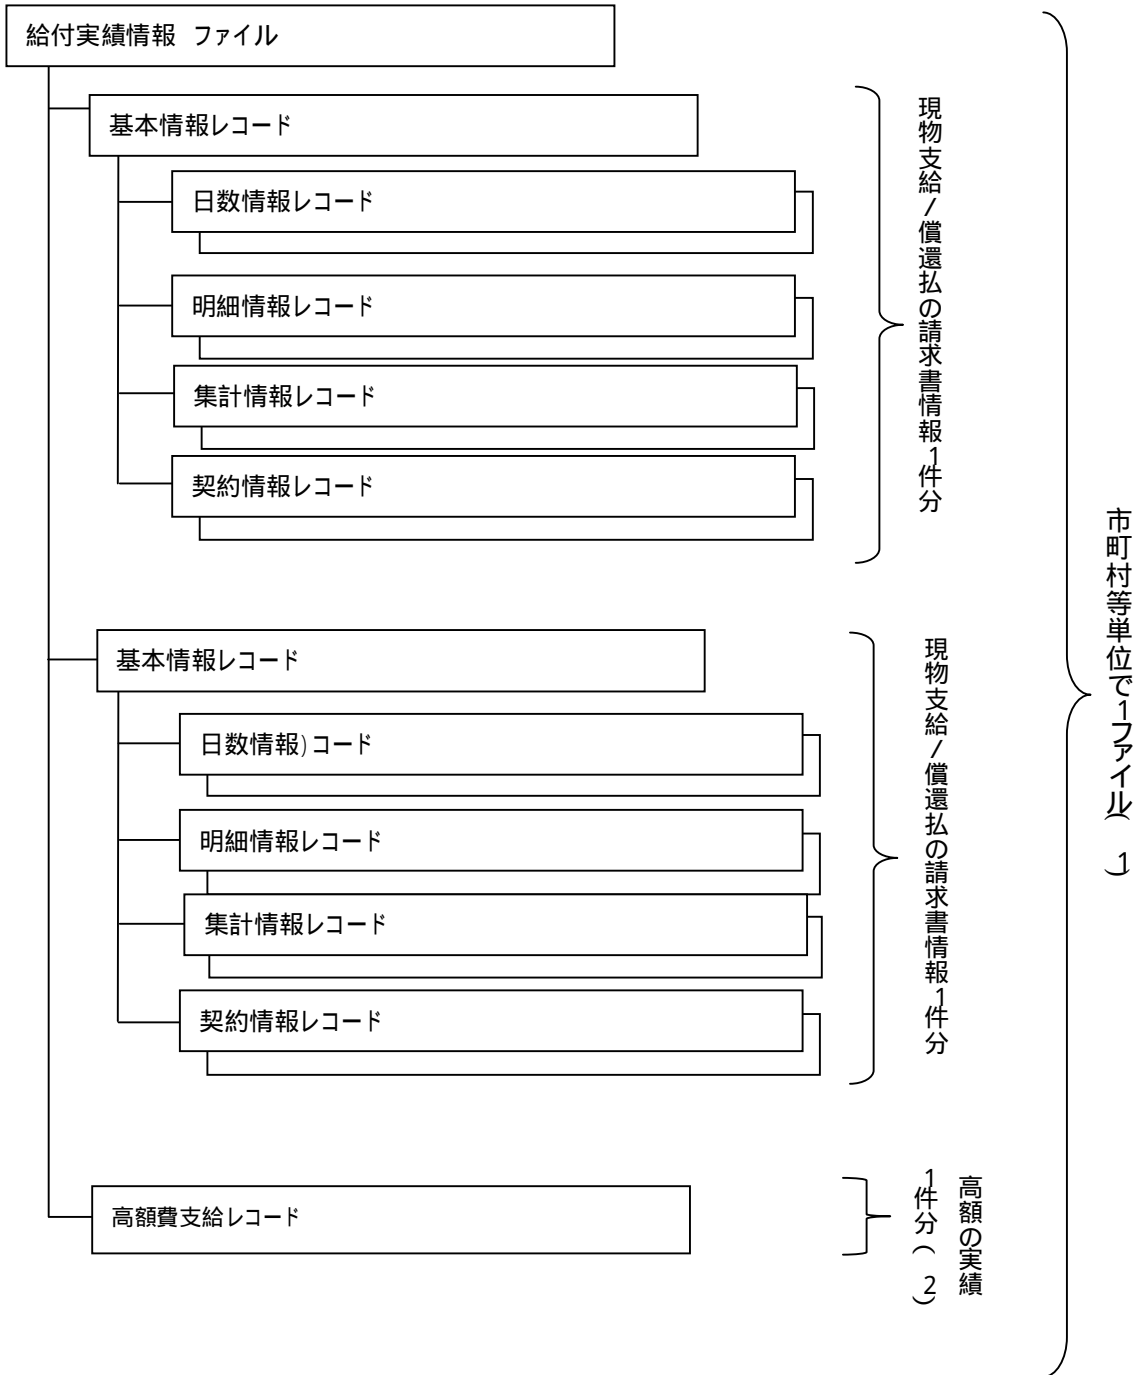 給付実績情報 ファイル
基本情報レコード
日数情報レコード
明細情報レコード
集計情報レコード
契約情報レコード
現物支給/償還払の請求書情報1件分
基本情報レコード
日数情報)コード
明細情報レコード
集計情報レコード
契約情報レコード
現物支給/償還払の請求書情報1件分
高額費支給レコード
高額の実績
1件分( 2)
市町村等単位で1ファイル( 1)